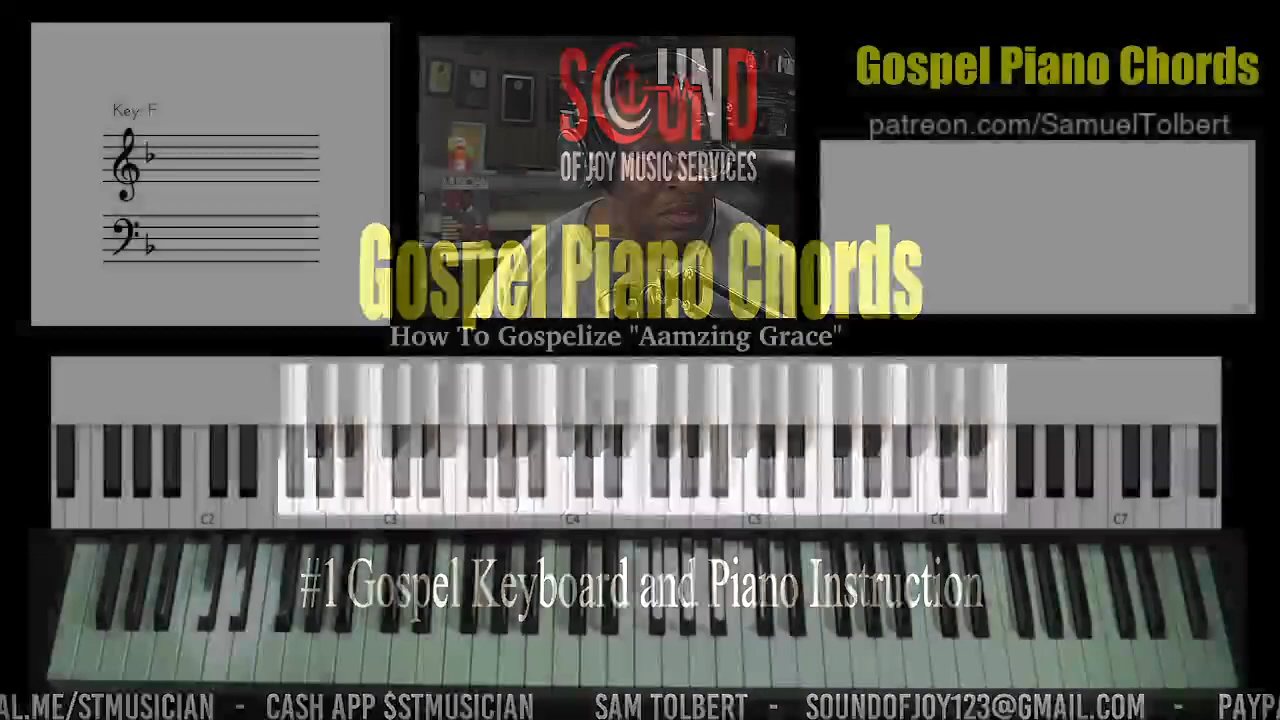 Gospel Piano Chords
patreon.com/SamuelTolbert
Key: F
SOUND
OF JOY MUSIC SERVICES
Gospel Piano Chords
How To Gospelize "Aamzing Grace"
C2 C3 C4 C5 C6 C7
#1 Gospel Keyboard and Piano Instruction
AL.ME/STMUSICIAN - CASH APP $STMUSICIAN SAM TOLBERT - SOUNDOFJOY123@GMAIL.COM - PAYP